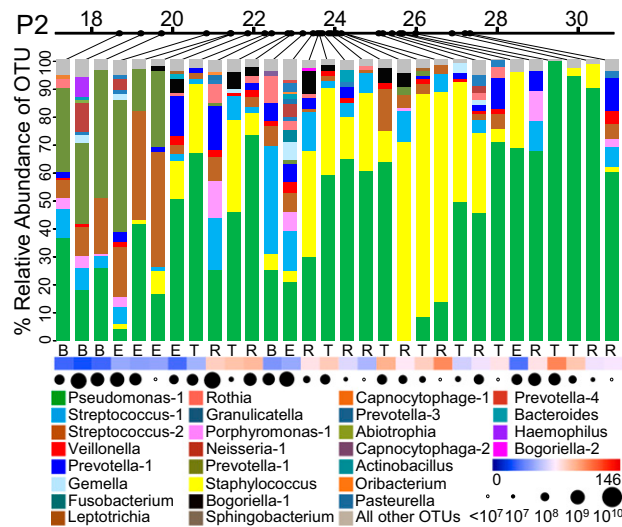 P2
18 20 22 24 26 28 30
% Relative Abundance of OTU
100
90
80
70
60
50
40
30
20
10
0
B B B E E E E T R T R B E R T R R T R T R T R T E R T T R R
Pseudomonas-1
Streptococcus-1
Streptococcus-2
Veillonella
Prevotella-1
Gemella
Fusobacterium
Leptotrichia
Rothia
Granulicatella
Porphyromonas-1
Neisseria-1
Prevotella-1
Staphylococcus
Bogoriella-1
Sphingobacterium
Capnocytophage-1
Prevotella-3
Abiotrophia
Capnocytophaga-2
Actinobacillus
Oribacterium
Pasteurella
All other OTUs
Prevotella-4
Bacteroides
Haemophilus
Bogoriella-2
0 146
<10⁷ 10⁷ 10⁸ 10⁹ 10¹⁰